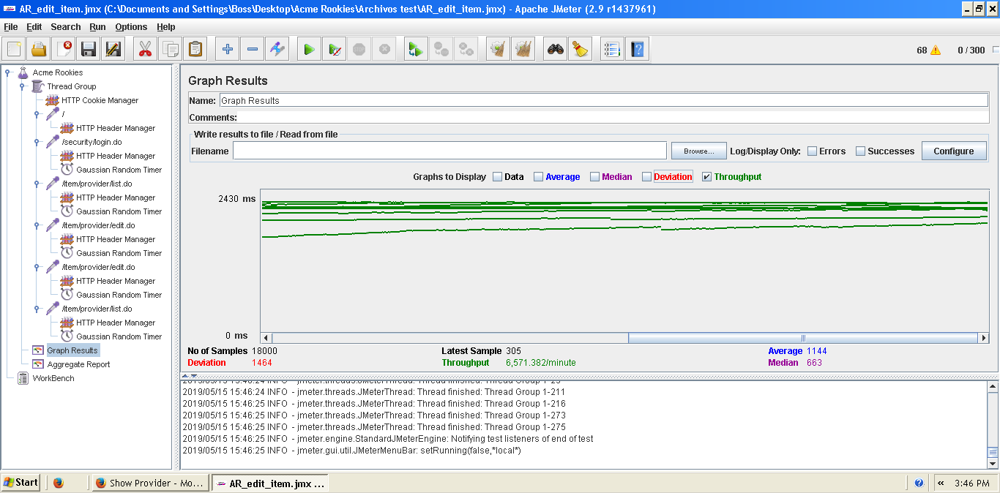 AR_edit_item.jmx (C:\Documents and Settings\Boss\Desktop\Acme Rookies\Archivos test\AR_edit_item.jmx) - Apache JMeter (2.9 r1437961)
File Edit Search Run Options Help
68 0 / 300
Acme Rookies
Thread Group
HTTP Cookie Manager
/
HTTP Header Manager
/security/login.do
HTTP Header Manager
Gaussian Random Timer
/item/provider/list.do
HTTP Header Manager
Gaussian Random Timer
/item/provider/edit.do
HTTP Header Manager
Gaussian Random Timer
/item/provider/edit.do
HTTP Header Manager
Gaussian Random Timer
/item/provider/list.do
HTTP Header Manager
Gaussian Random Timer
Graph Results
Aggregate Report
WorkBench
Graph Results
Name: Graph Results
Comments:
Write results to file / Read from file
Filename Browse... Log/Display Only: Errors Successes Configure
Graphs to Display Data Average Median Deviation Throughput
2430 ms
0 ms
No of Samples 18000 Latest Sample 305 Average 1144
Deviation 1464 Throughput 6,571.382/minute Median 663
2019/05/15 15:46:24 INFO - jmeter.threads.JMeterThread: Thread finished: Thread Group 1-23
2019/05/15 15:46:24 INFO - jmeter.threads.JMeterThread: Thread finished: Thread Group 1-211
2019/05/15 15:46:25 INFO - jmeter.threads.JMeterThread: Thread finished: Thread Group 1-216
2019/05/15 15:46:25 INFO - jmeter.threads.JMeterThread: Thread finished: Thread Group 1-273
2019/05/15 15:46:25 INFO - jmeter.threads.JMeterThread: Thread finished: Thread Group 1-275
2019/05/15 15:46:25 INFO - jmeter.engine.StandardJMeterEngine: Notifying test listeners of end of test
2019/05/15 15:46:25 INFO - jmeter.gui.util.JMeterMenuBar: setRunning(false,*local*)
Start Show Provider - Mo... AR_edit_item.jmx ... « 3:46 PM